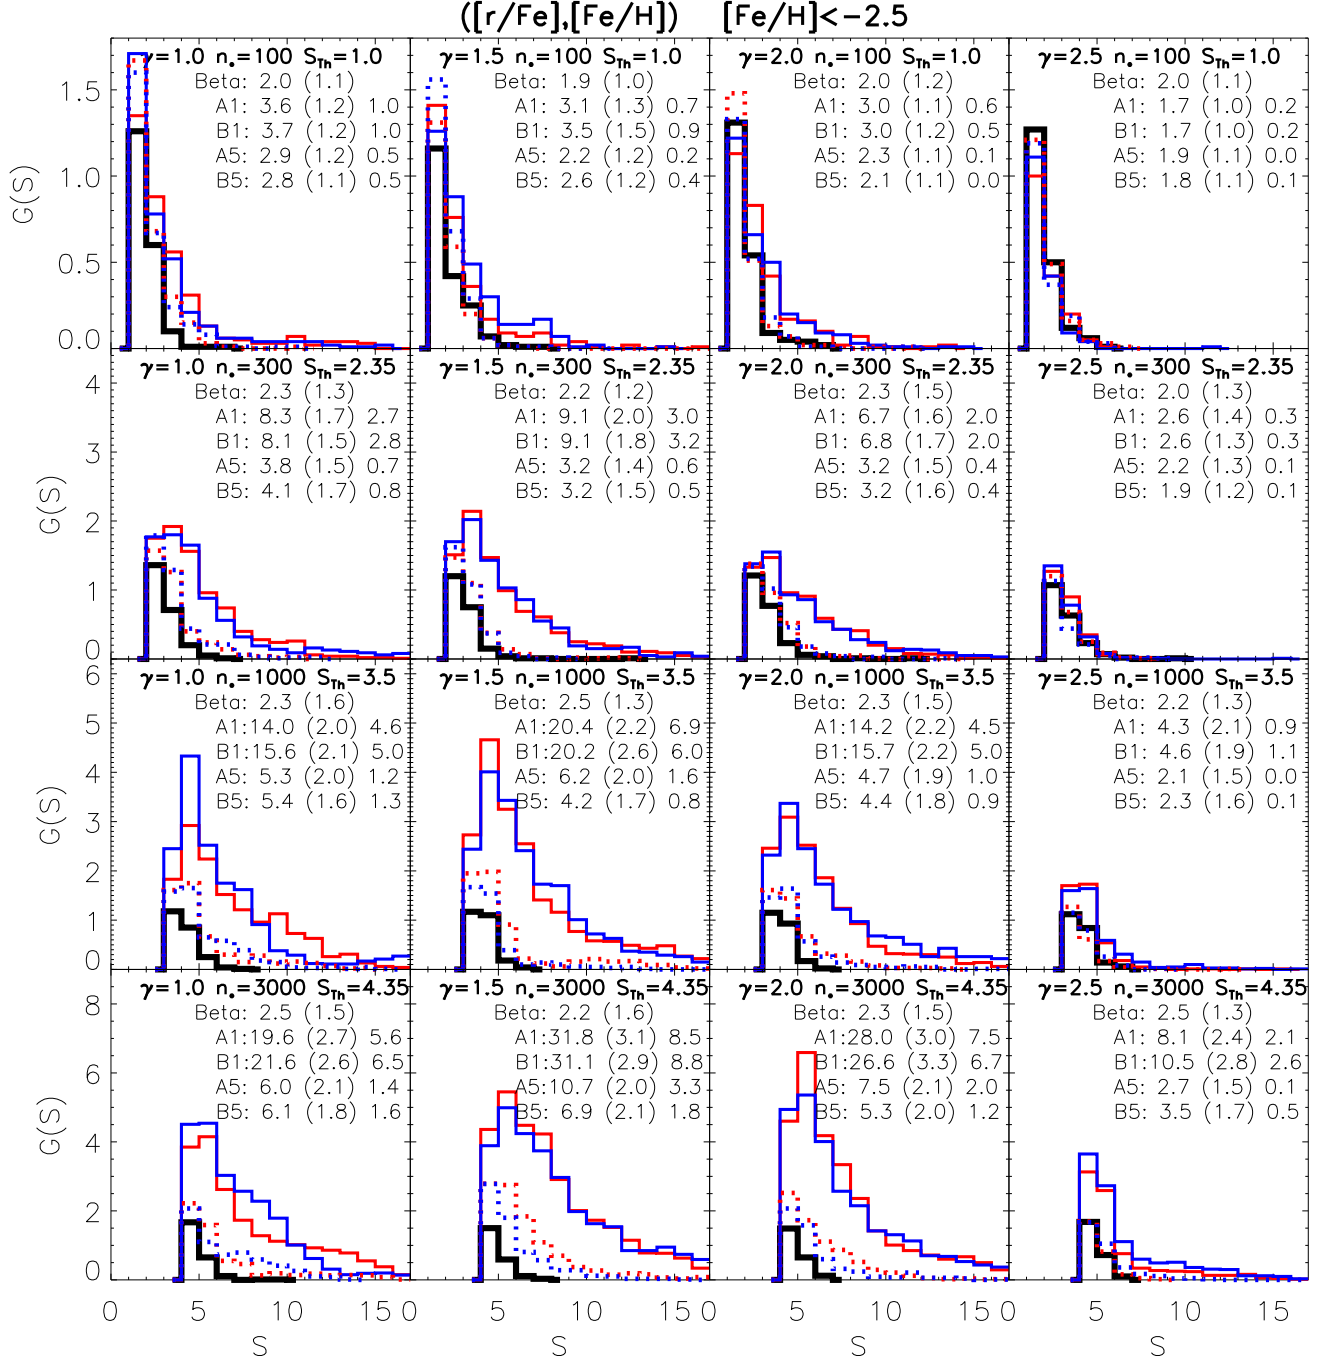 ([r/Fe],[Fe/H]) [Fe/H]<-2.5
γ=1.0 n*=100 STh=1.0
Beta: 2.0 (1.1)
A1: 3.6 (1.2) 1.0
B1: 3.7 (1.2) 1.0
A5: 2.9 (1.2) 0.5
B5: 2.8 (1.1) 0.5
γ=1.5 n*=100 STh=1.0
Beta: 1.9 (1.0)
A1: 3.1 (1.3) 0.7
B1: 3.5 (1.5) 0.9
A5: 2.2 (1.2) 0.2
B5: 2.6 (1.2) 0.4
γ=2.0 n*=100 STh=1.0
Beta: 2.0 (1.2)
A1: 3.0 (1.1) 0.6
B1: 3.0 (1.2) 0.5
A5: 2.3 (1.1) 0.1
B5: 2.1 (1.1) 0.0
γ=2.5 n*=100 STh=1.0
Beta: 2.0 (1.1)
A1: 1.7 (1.0) 0.2
B1: 1.7 (1.0) 0.2
A5: 1.9 (1.1) 0.0
B5: 1.8 (1.1) 0.1
1.5
1.0
0.5
0.0
G(S)
γ=1.0 n*=300 STh=2.35
Beta: 2.3 (1.3)
A1: 8.3 (1.7) 2.7
B1: 8.1 (1.5) 2.8
A5: 3.8 (1.5) 0.7
B5: 4.1 (1.7) 0.8
γ=1.5 n*=300 STh=2.35
Beta: 2.2 (1.2)
A1: 9.1 (2.0) 3.0
B1: 9.1 (1.8) 3.2
A5: 3.2 (1.4) 0.6
B5: 3.2 (1.5) 0.5
γ=2.0 n*=300 STh=2.35
Beta: 2.3 (1.5)
A1: 6.7 (1.6) 2.0
B1: 6.8 (1.7) 2.0
A5: 3.2 (1.5) 0.4
B5: 3.2 (1.6) 0.4
γ=2.5 n*=300 STh=2.35
Beta: 2.0 (1.3)
A1: 2.6 (1.4) 0.3
B1: 2.6 (1.3) 0.3
A5: 2.2 (1.3) 0.1
B5: 1.9 (1.2) 0.1
4
3
2
1
0
G(S)
γ=1.0 n*=1000 STh=3.5
Beta: 2.3 (1.6)
A1:14.0 (2.0) 4.6
B1:15.6 (2.1) 5.0
A5: 5.3 (2.0) 1.2
B5: 5.4 (1.6) 1.3
γ=1.5 n*=1000 STh=3.5
Beta: 2.5 (1.3)
A1:20.4 (2.2) 6.9
B1:20.2 (2.6) 6.0
A5: 6.2 (2.0) 1.6
B5: 4.2 (1.7) 0.8
γ=2.0 n*=1000 STh=3.5
Beta: 2.3 (1.5)
A1:14.2 (2.2) 4.5
B1:15.7 (2.2) 5.0
A5: 4.7 (1.9) 1.0
B5: 4.4 (1.8) 0.9
γ=2.5 n*=1000 STh=3.5
Beta: 2.2 (1.3)
A1: 4.3 (2.1) 0.9
B1: 4.6 (1.9) 1.1
A5: 2.1 (1.5) 0.0
B5: 2.3 (1.6) 0.1
6
5
4
3
2
1
0
G(S)
γ=1.0 n*=3000 STh=4.35
Beta: 2.5 (1.5)
A1:19.6 (2.7) 5.6
B1:21.6 (2.6) 6.5
A5: 6.0 (2.1) 1.4
B5: 6.1 (1.8) 1.6
γ=1.5 n*=3000 STh=4.35
Beta: 2.2 (1.6)
A1:31.8 (3.1) 8.5
B1:31.1 (2.9) 8.8
A5:10.7 (2.0) 3.3
B5: 6.9 (2.1) 1.8
γ=2.0 n*=3000 STh=4.35
Beta: 2.3 (1.5)
A1:28.0 (3.0) 7.5
B1:26.6 (3.3) 6.7
A5: 7.5 (2.1) 2.0
B5: 5.3 (2.0) 1.2
γ=2.5 n*=3000 STh=4.35
Beta: 2.5 (1.3)
A1: 8.1 (2.4) 2.1
B1:10.5 (2.8) 2.6
A5: 2.7 (1.5) 0.1
B5: 3.5 (1.7) 0.5
8
6
4
2
0
G(S)
0 5 10 15 0 5 10 15 0 5 10 15 5 10 15
S S S S